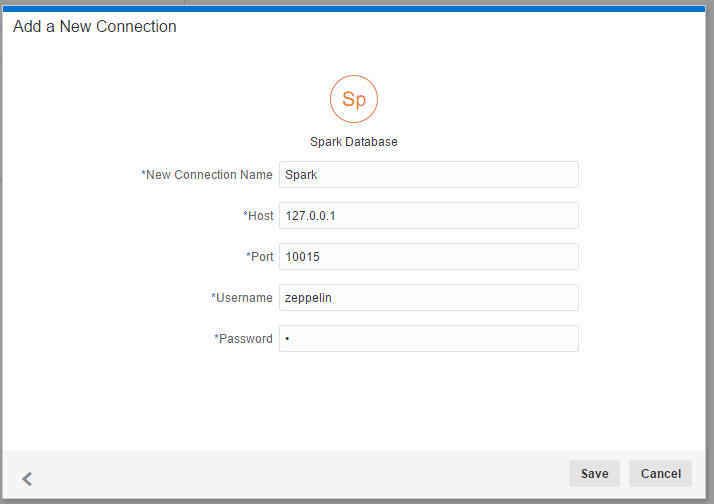 Add a New Connection
Sp
Spark Database
*New Connection Name Spark
*Host 127.0.0.1
*Port 10015
*Username zeppelin
*Password •
Save Cancel